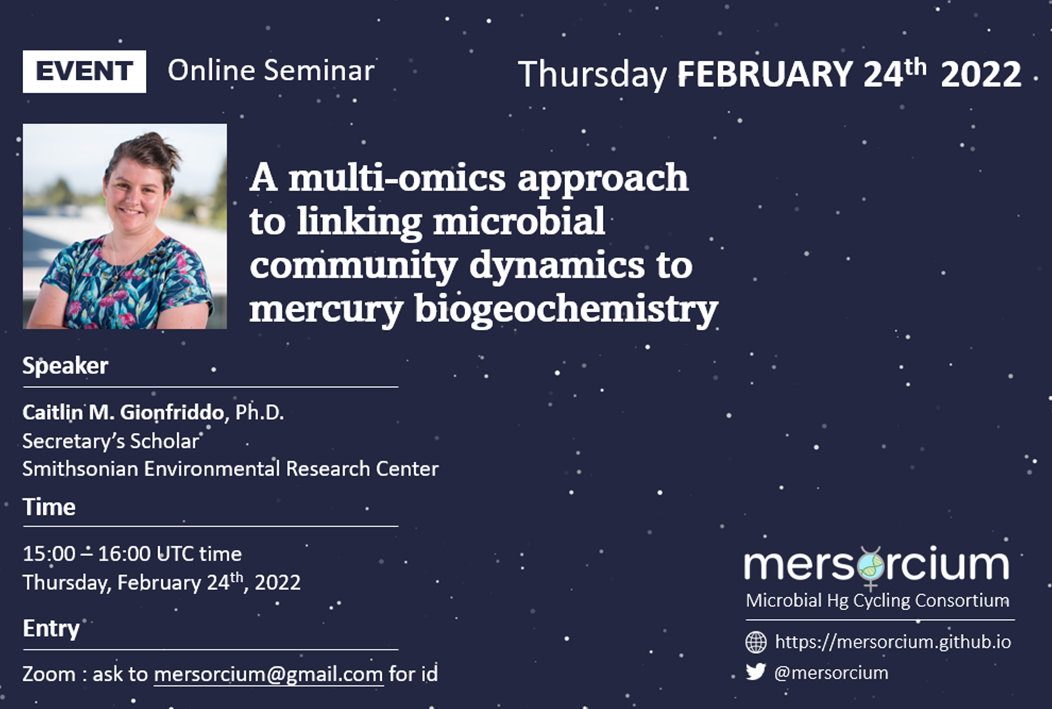 EVENT Online Seminar
Thursday FEBRUARY 24th 2022
A multi-omics approach
to linking microbial
community dynamics to
mercury biogeochemistry
Speaker
Caitlin M. Gionfriddo, Ph.D.
Secretary’s Scholar
Smithsonian Environmental Research Center
Time
15:00 – 16:00 UTC time
Thursday, February 24th, 2022
Entry
Zoom : ask to mersorcium@gmail.com for id
mersorcium
Microbial Hg Cycling Consortium
https://mersorcium.github.io
@mersorcium